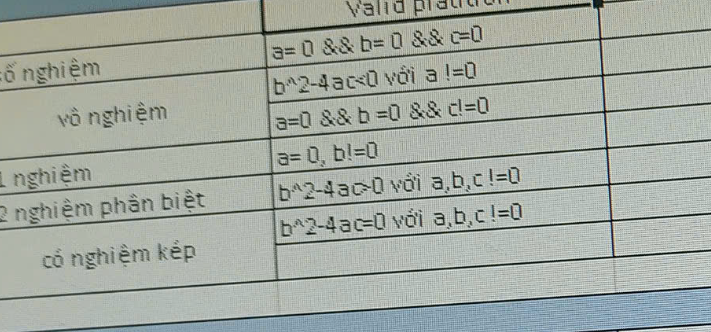 Valid
ố nghiệm
a= 0 && b= 0 && c=0
b^2-4ac<0 với a !=0
vô nghiệm
a=0 && b =0 && c!=0
a= 0, b!=0
1 nghiệm
b^2-4ac>0 với a,b,c !=0
2 nghiệm phân biệt
b^2-4ac=0 với a,b,c !=0
có nghiệm kép